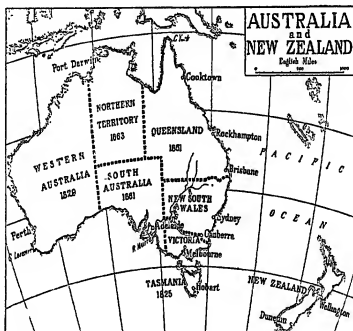 AUSTRALIA
and
NEW ZEALAND
English Miles
Port Darwin
Cooktown
NORTHERN
TERRITORY
1863
QUEENSLAND
1851
Rockhampton
PACIFIC
WESTERN
AUSTRALIA
1829
SOUTH
AUSTRALIA
1851
Brisbane
NEW SOUTH
WALES
OCEAN
Perth
Adelaide
Sydney
Canberra
VICTORIA
Melbourne
TASMANIA
1825
Hobart
NEW ZEALAND
Wellington
Dunedin